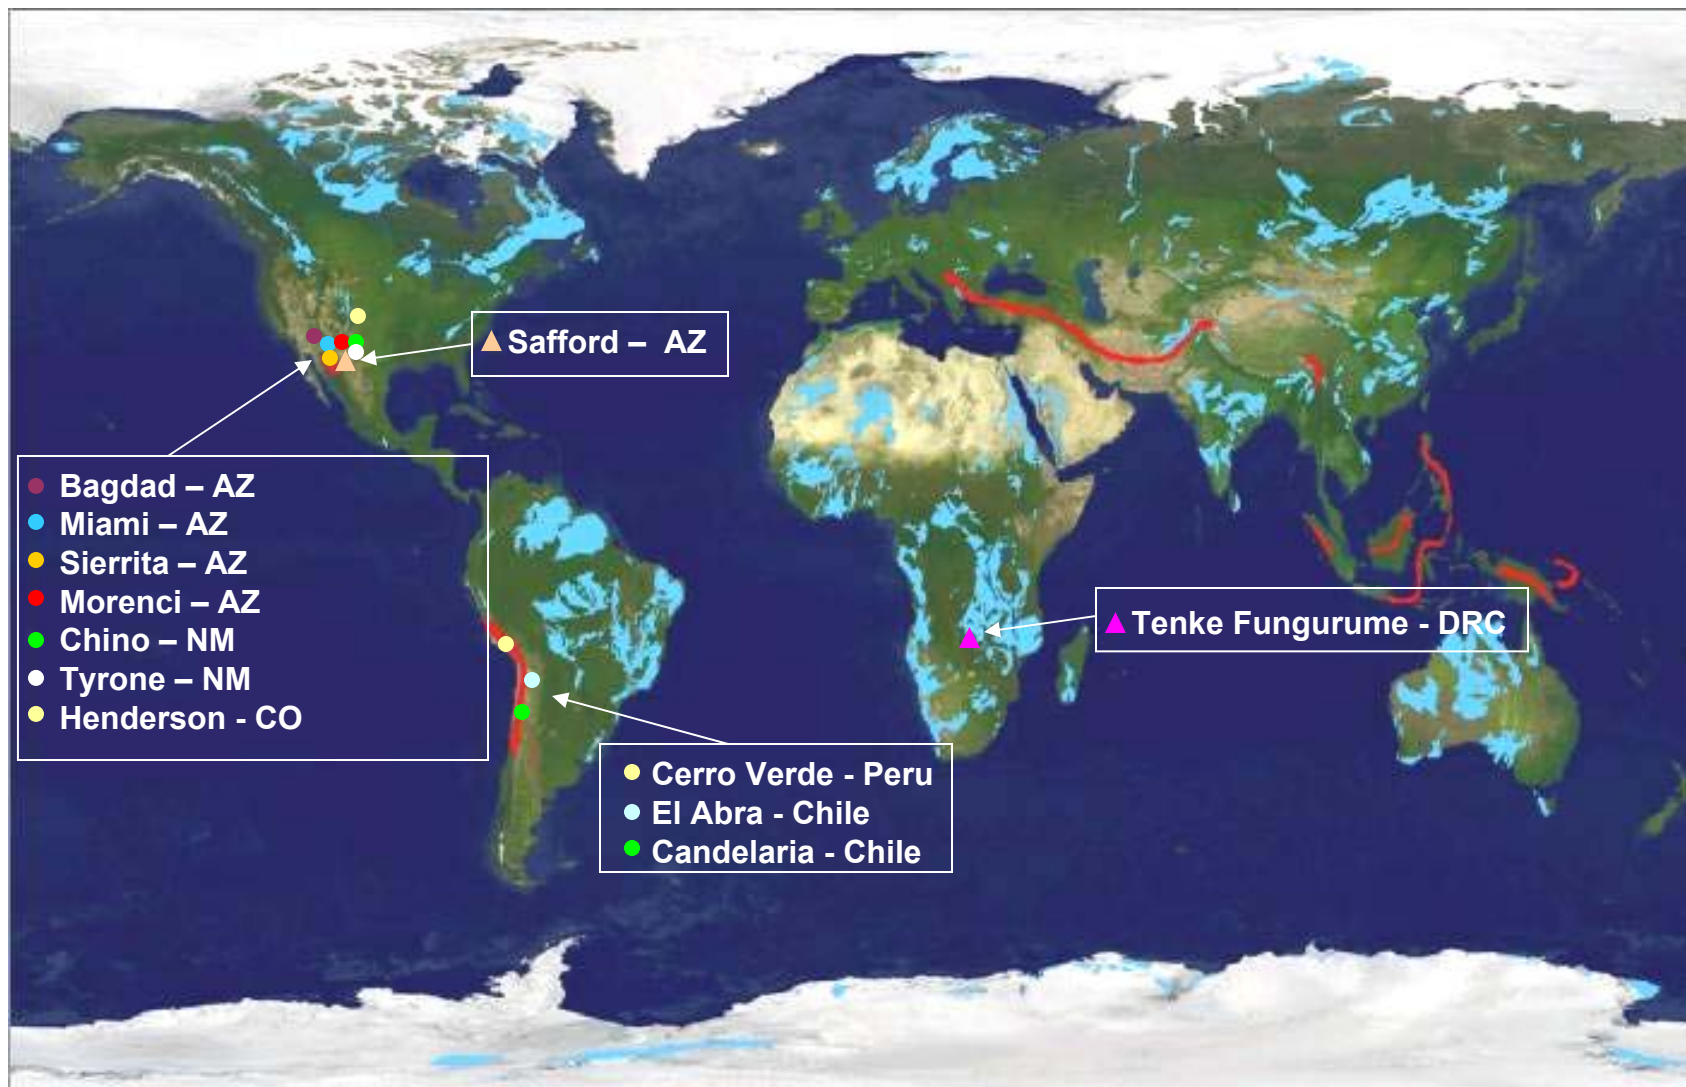 Safford – AZ
Bagdad – AZ
Miami – AZ
Sierrita – AZ
Morenci – AZ
Chino – NM
Tyrone – NM
Henderson - CO
Tenke Fungurume - DRC
Cerro Verde - Peru
El Abra - Chile
Candelaria - Chile